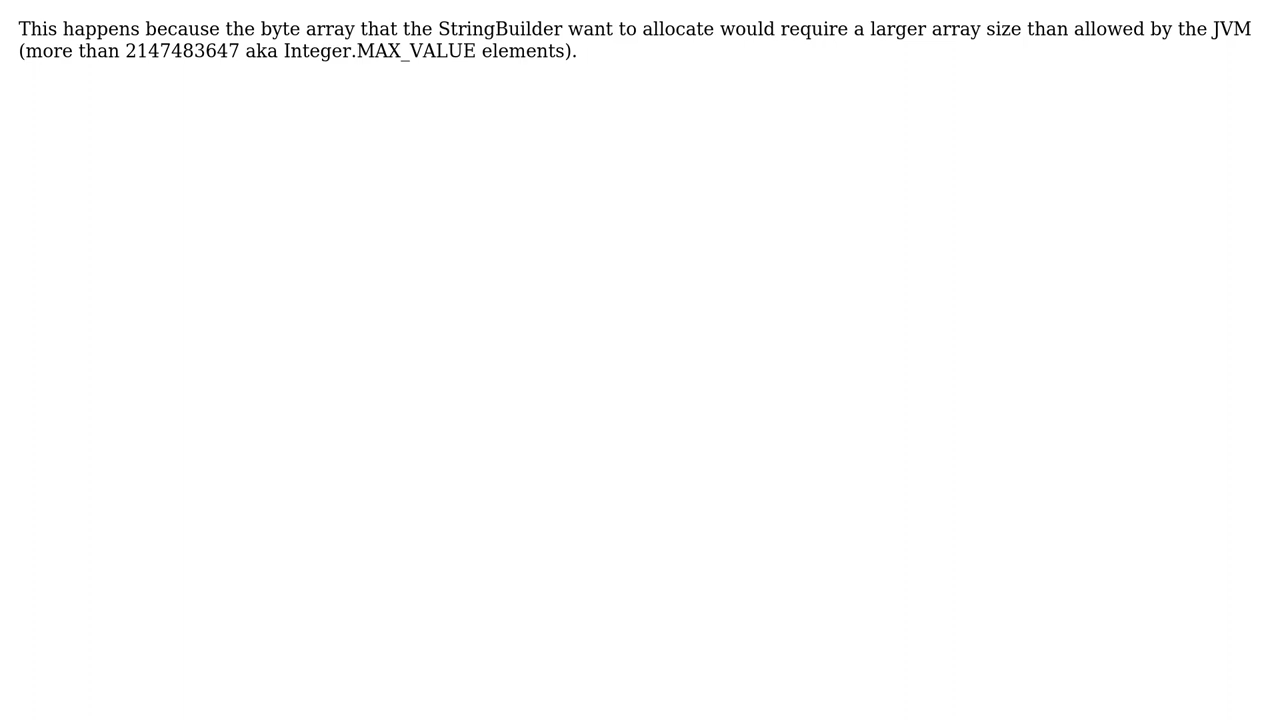 This happens because the byte array that the StringBuilder want to allocate would require a larger array size than allowed by the JVM
(more than 2147483647 aka Integer.MAX_VALUE elements).